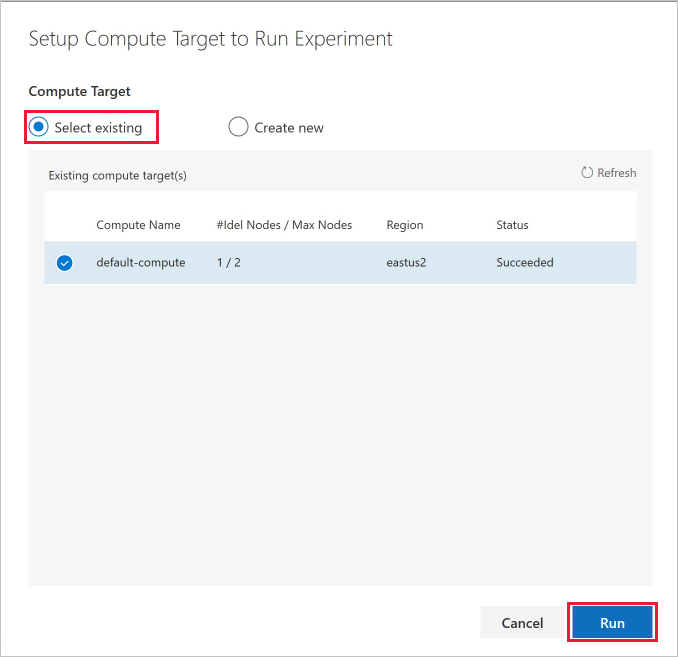 Setup Compute Target to Run Experiment
Compute Target
Select existing
Create new
Existing compute target(s)
Refresh
Compute Name #Idel Nodes / Max Nodes Region Status
default-compute 1 / 2 eastus2 Succeeded
Cancel
Run